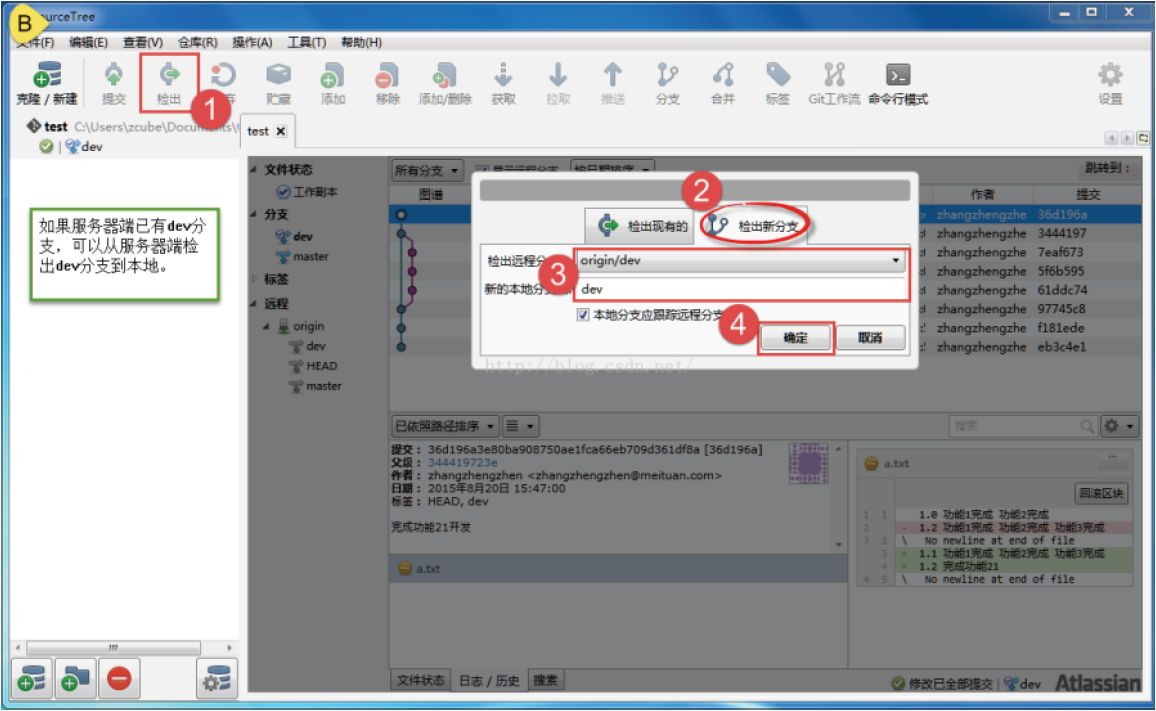 B
urceTree
文件(F) 编辑(E) 查看(V) 仓库(R) 操作(A) 工具(T) 帮助(H)
克隆 / 新建 提交 检出 贮藏 添加 移除 添加/删除 获取 拉取 推送 分支 合并 标签 Git工作流 命令行模式 设置
1
test C:\Users\zcube\Documents\
dev
test
如果服务器端已有dev分
支，可以从服务器端检
出dev分支到本地。
文件状态
工作副本
分支
dev
master
标签
远程
origin
dev
HEAD
master
所有分支 显示远程分支 按日期排序 跳转到：
图谱 作者 提交
zhangzhengzhe 36d196a
zhangzhengzhe 3444197
zhangzhengzhe 7eaf673
zhangzhengzhe 5f6b595
zhangzhengzhe 61ddc74
zhangzhengzhe 97745c8
zhangzhengzhe f181ede
zhangzhengzhe eb3c4e1
2
检出现有的 检出新分支
检出远程分 origin/dev
3
新的本地分支 dev
本地分支应跟踪远程分支
4
确定 取消
http://blog.csdn.net/
已依照路径排序 搜索
提交： 36d196a3e80ba908750ae1fca66eb709d361df8a [36d196a]
父级： 344419723e
作者： zhangzhengzhen <zhangzhengzhen@meituan.com>
日期： 2015年8月20日 15:47:00
标签： HEAD, dev
完成功能21开发
a.txt
a.txt
回滚区块
1 1 1.0 功能1完成 功能2完成
2 - 1.2 功能1完成 功能2完成 功能3完成
3 2 \ No newline at end of file
3 + 1.1 功能1完成 功能2完成 功能3完成
4 + 1.2 完成功能21
4 5 \ No newline at end of file
文件状态 日志 / 历史 搜索
修改已全部提交 dev Atlassian